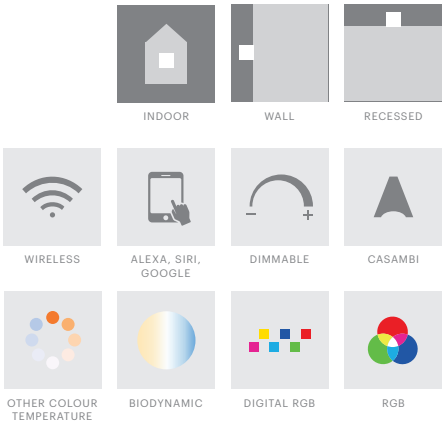 INDOOR
WALL
RECESSED
WIRELESS
ALEXA, SIRI,
GOOGLE
DIMMABLE
CASAMBI
OTHER COLOUR
TEMPERATURE
BIODYNAMIC
DIGITAL RGB
RGB